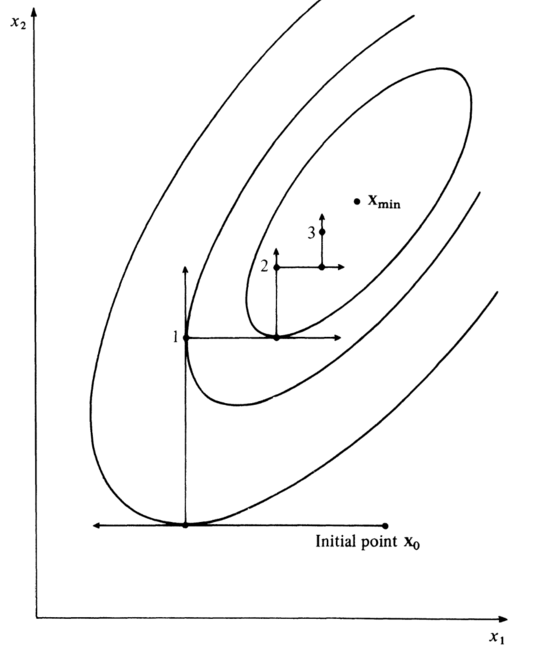 x₂
x_min
3
2
1
Initial point x₀
x₁